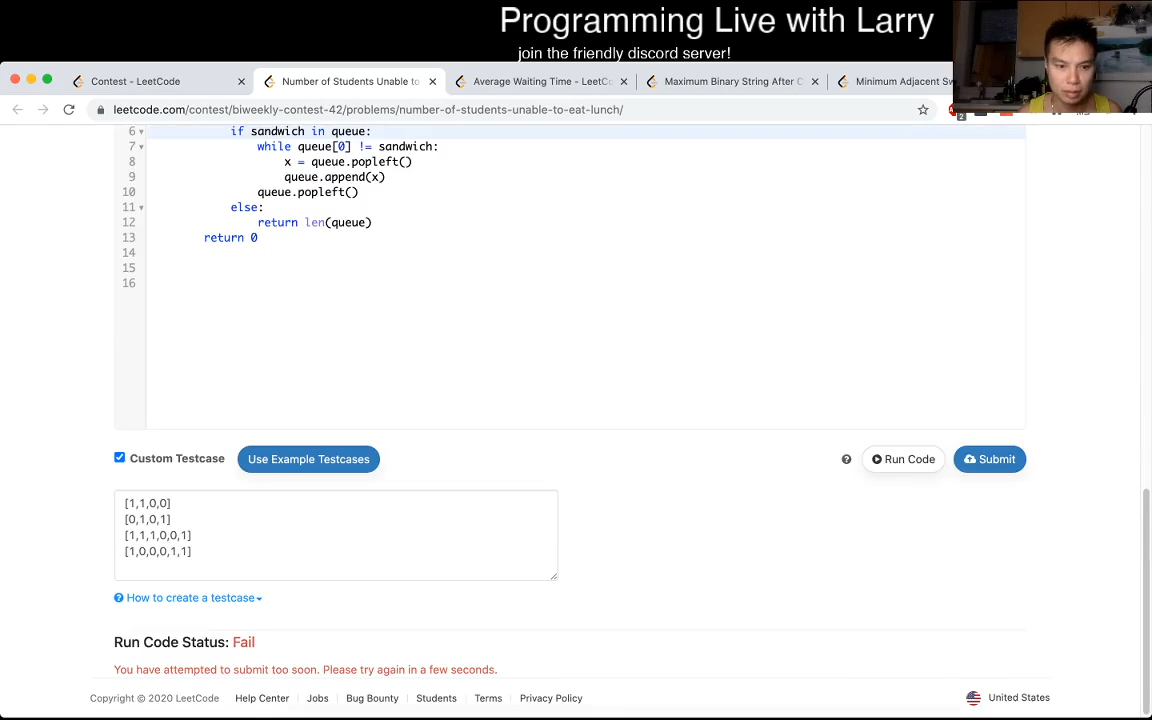 Programming Live with Larry
join the friendly discord server!
Contest - LeetCode
Number of Students Unable to
Average Waiting Time - LeetCo
Maximum Binary String After C
Minimum Adjacent Sw
leetcode.com/contest/biweekly-contest-42/problems/number-of-students-unable-to-eat-lunch/
2
6 if sandwich in queue:
7 while queue[0] != sandwich:
8 x = queue.popleft()
9 queue.append(x)
10 queue.popleft()
11 else:
12 return len(queue)
13 return 0
14
15
16
Custom Testcase
Use Example Testcases
Run Code
Submit
[1,1,0,0]
[0,1,0,1]
[1,1,1,0,0,1]
[1,0,0,0,1,1]
How to create a testcase
Run Code Status: Fail
You have attempted to submit too soon. Please try again in a few seconds.
Copyright © 2020 LeetCode
Help Center
Jobs
Bug Bounty
Students
Terms
Privacy Policy
United States